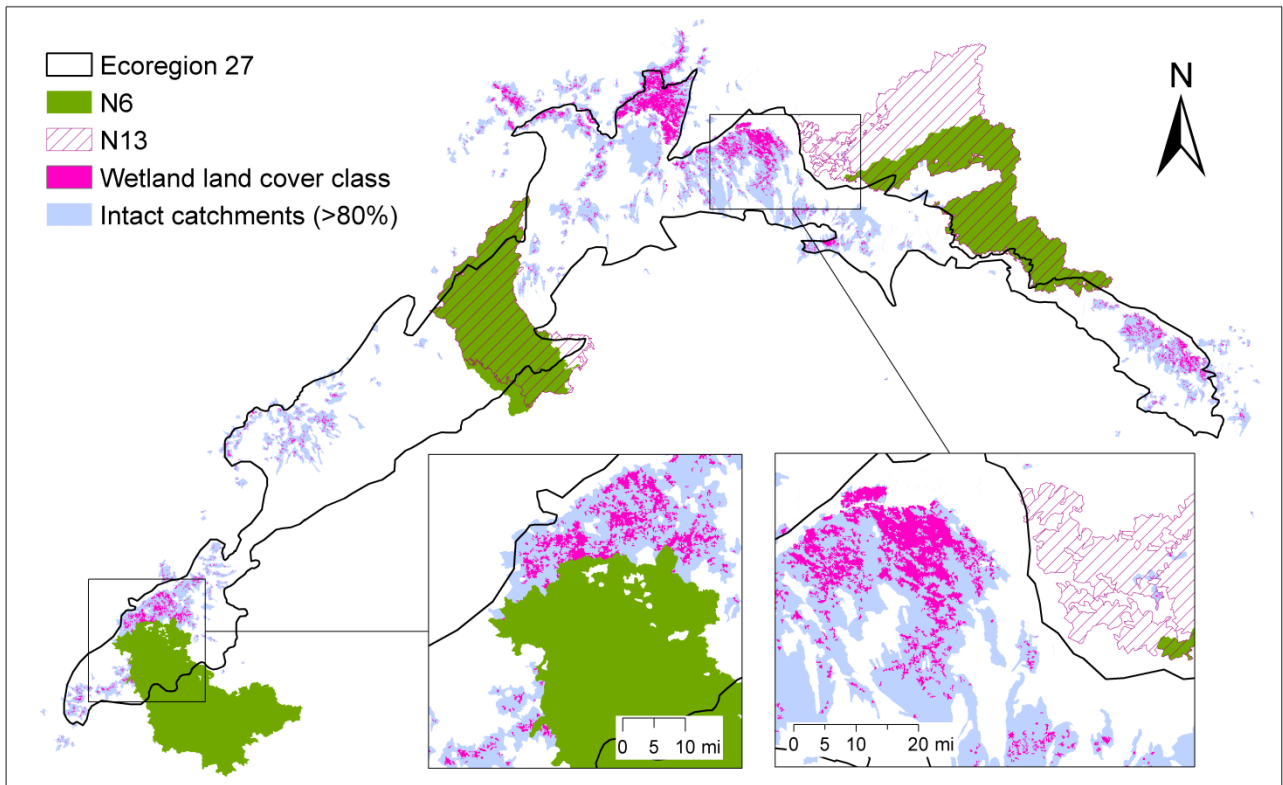 Ecoregion 27
N6
N13
Wetland land cover class
Intact catchments (>80%)
N
0 5 10 mi
0 5 10 20 mi